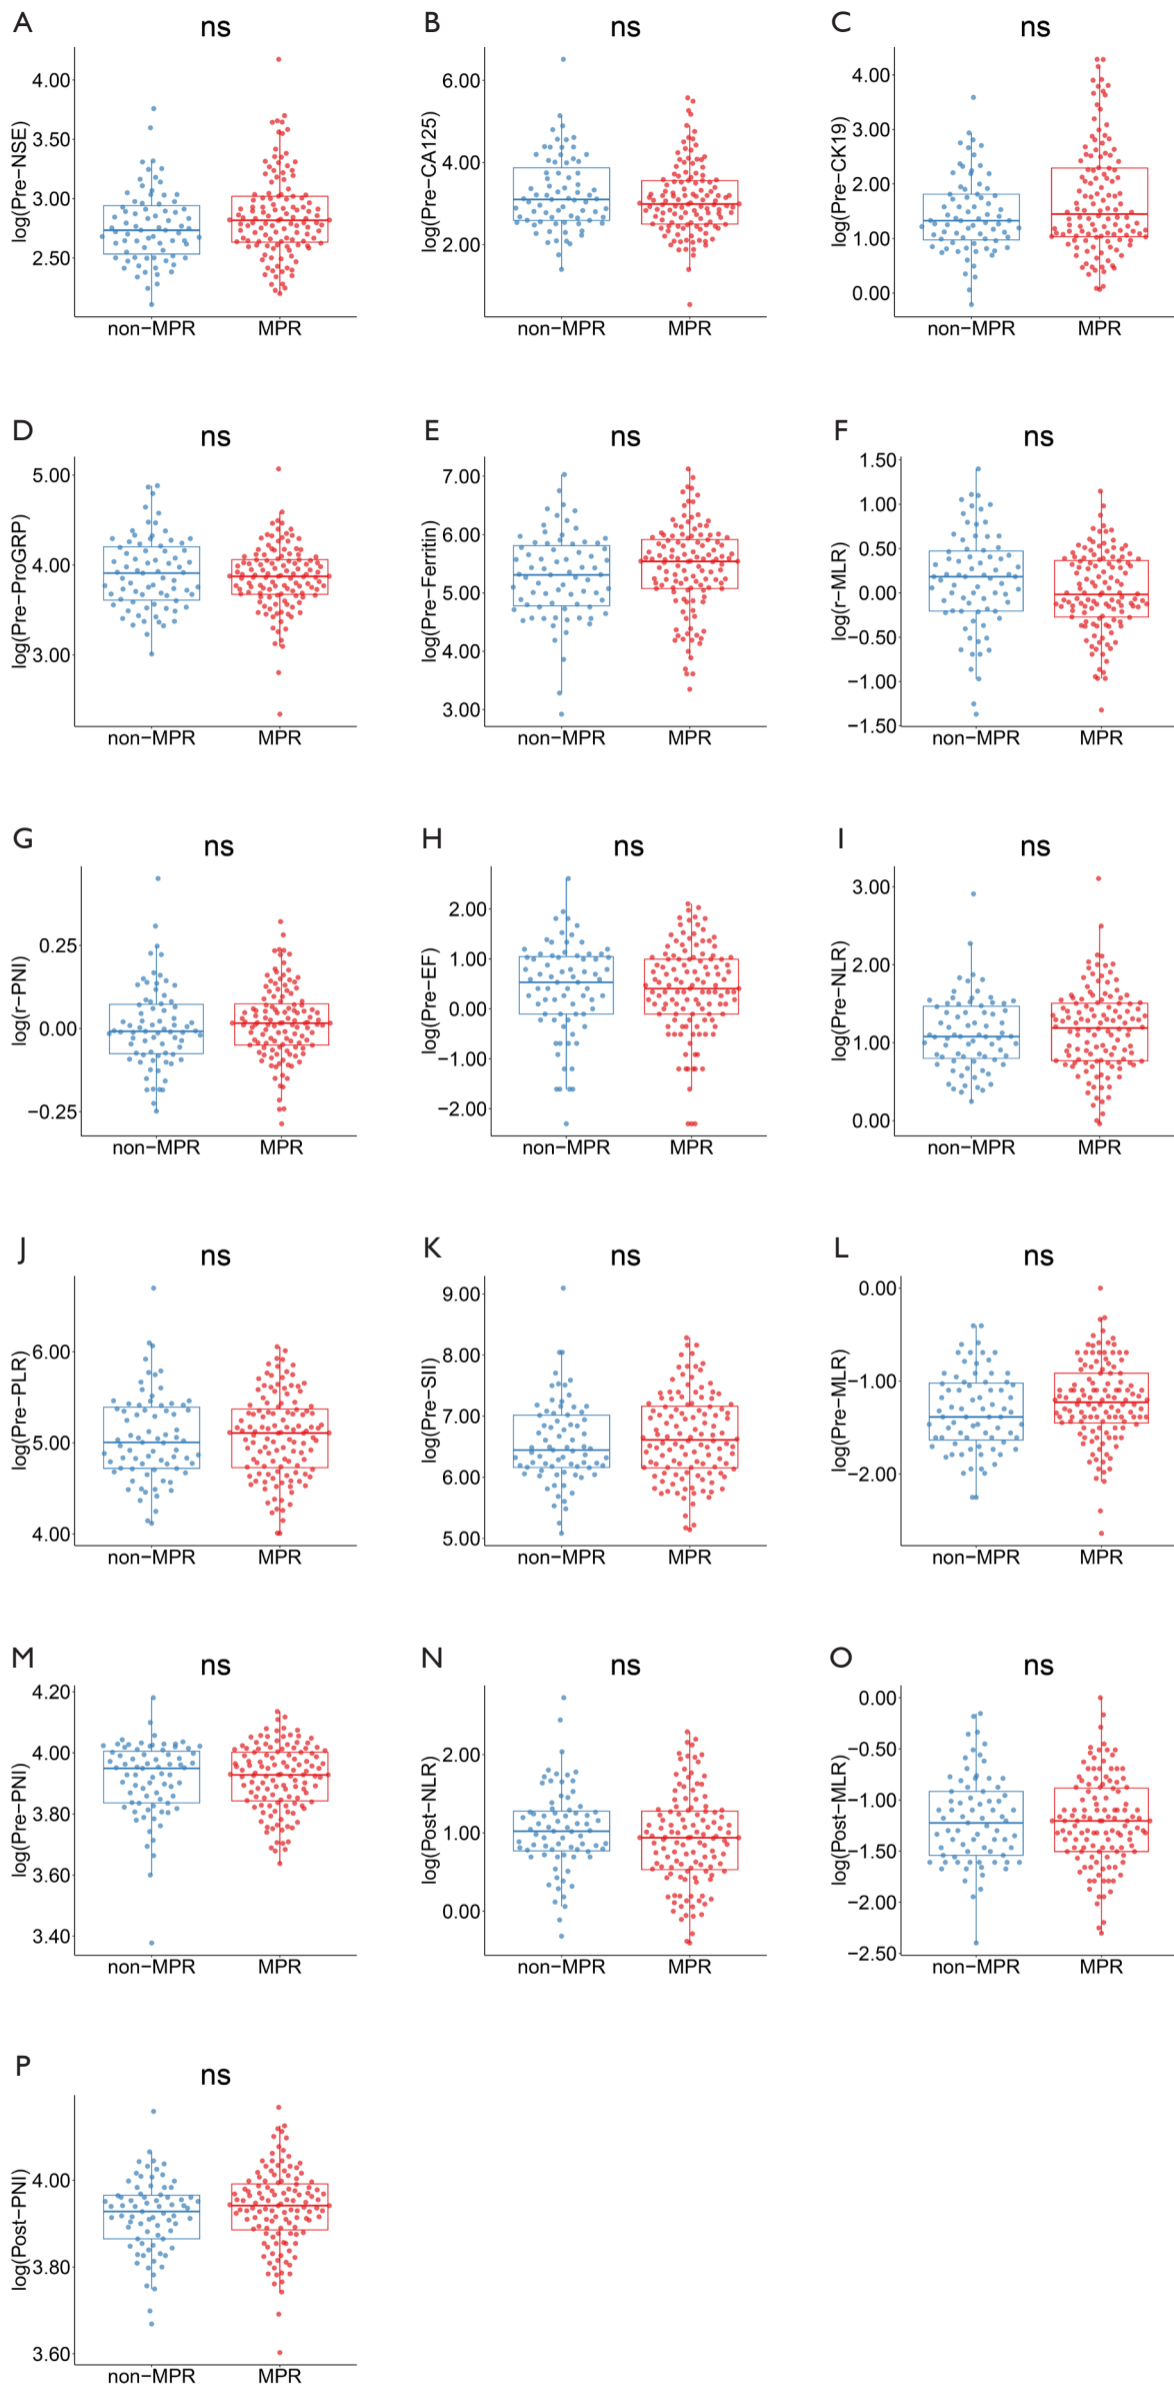 A
ns
log(Pre−NSE)
4.00
3.50
3.00
2.50
non−MPR MPR
B
ns
log(Pre−CA125)
6.00
4.00
2.00
non−MPR MPR
C
ns
log(Pre−CK19)
4.00
3.00
2.00
1.00
0.00
non−MPR MPR
D
ns
log(Pre−ProGRP)
5.00
4.00
3.00
non−MPR MPR
E
ns
log(Pre−Ferritin)
7.00
6.00
5.00
4.00
3.00
non−MPR MPR
F
ns
log(r−MLR)
1.50
1.00
0.50
0.00
−0.50
−1.00
−1.50
non−MPR MPR
G
ns
log(r−PNI)
0.25
0.00
−0.25
non−MPR MPR
H
ns
log(Pre−EF)
2.00
1.00
0.00
−1.00
−2.00
non−MPR MPR
I
ns
log(Pre−NLR)
3.00
2.00
1.00
0.00
non−MPR MPR
J
ns
log(Pre−PLR)
6.00
5.00
4.00
non−MPR MPR
K
ns
log(Pre−SII)
9.00
8.00
7.00
6.00
5.00
non−MPR MPR
L
ns
log(Pre−MLR)
0.00
−1.00
−2.00
non−MPR MPR
M
ns
log(Pre−PNI)
4.20
4.00
3.80
3.60
3.40
non−MPR MPR
N
ns
log(Post−NLR)
2.00
1.00
0.00
non−MPR MPR
O
ns
log(Post−MLR)
0.00
−0.50
−1.00
−1.50
−2.00
−2.50
non−MPR MPR
P
ns
log(Post−PNI)
4.00
3.80
3.60
non−MPR MPR